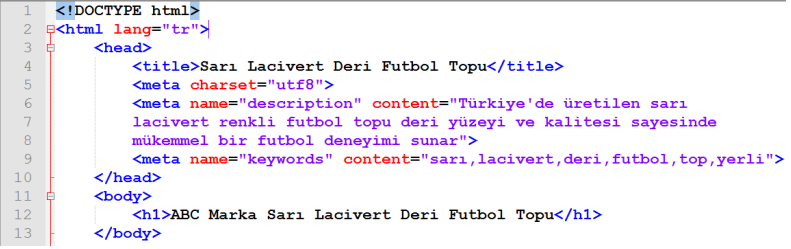 1 <!DOCTYPE html>
2 <html lang="tr">
3 <head>
4 <title>Sarı Lacivert Deri Futbol Topu</title>
5 <meta charset="utf8">
6 <meta name="description" content="Türkiye'de üretilen sarı
7 lacivert renkli futbol topu deri yüzeyi ve kalitesi sayesinde
8 mükemmel bir futbol deneyimi sunar">
9 <meta name="keywords" content="sarı,lacivert,deri,futbol,top,yerli">
10 </head>
11 <body>
12 <h1>ABC Marka Sarı Lacivert Deri Futbol Topu</h1>
13 </body>